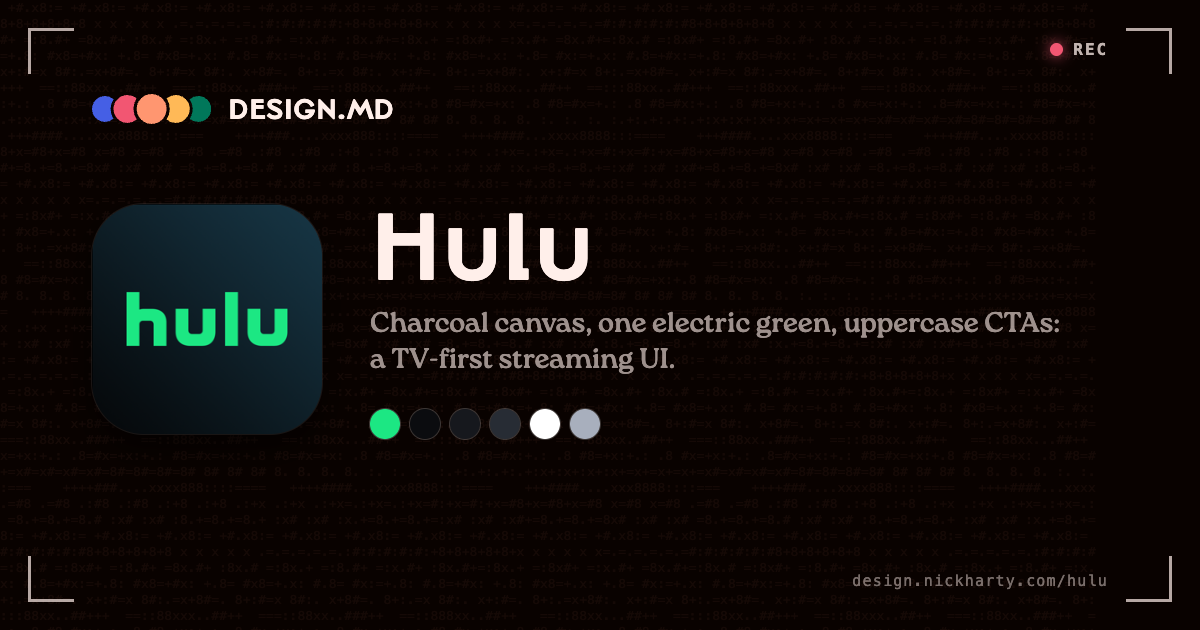 REC
DESIGN.MD
hulu
Hulu
Charcoal canvas, one electric green, uppercase CTAs:
a TV-first streaming UI.
design.nickharty.com/hulu